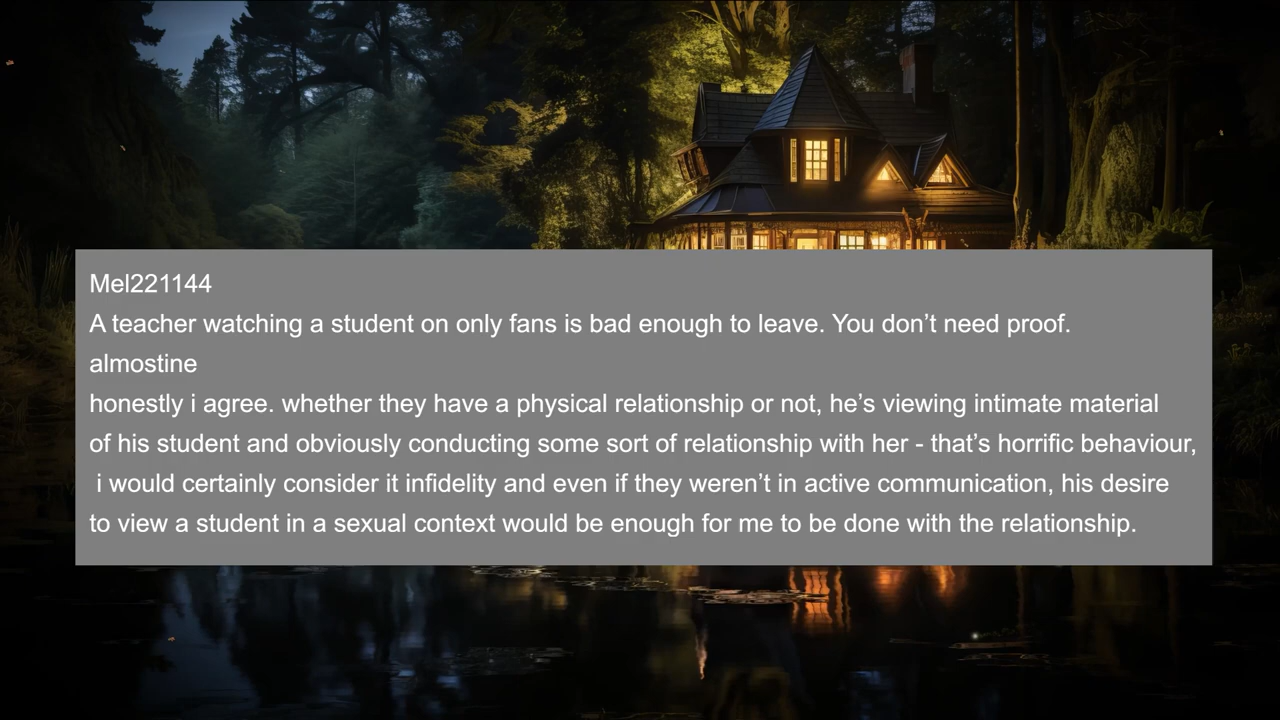 Mel221144
A teacher watching a student on only fans is bad enough to leave. You don’t need proof.
almostine
honestly i agree. whether they have a physical relationship or not, he’s viewing intimate material
of his student and obviously conducting some sort of relationship with her - that’s horrific behaviour,
i would certainly consider it infidelity and even if they weren’t in active communication, his desire
to view a student in a sexual context would be enough for me to be done with the relationship.